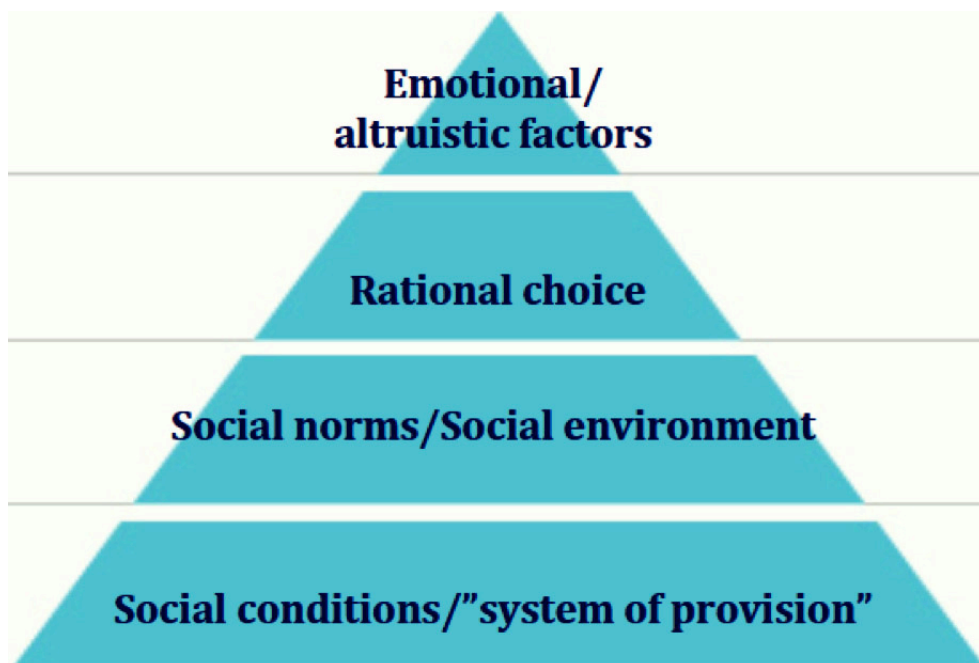 Emotional/
altruistic factors
Rational choice
Social norms/Social environment
Social conditions/”system of provision”